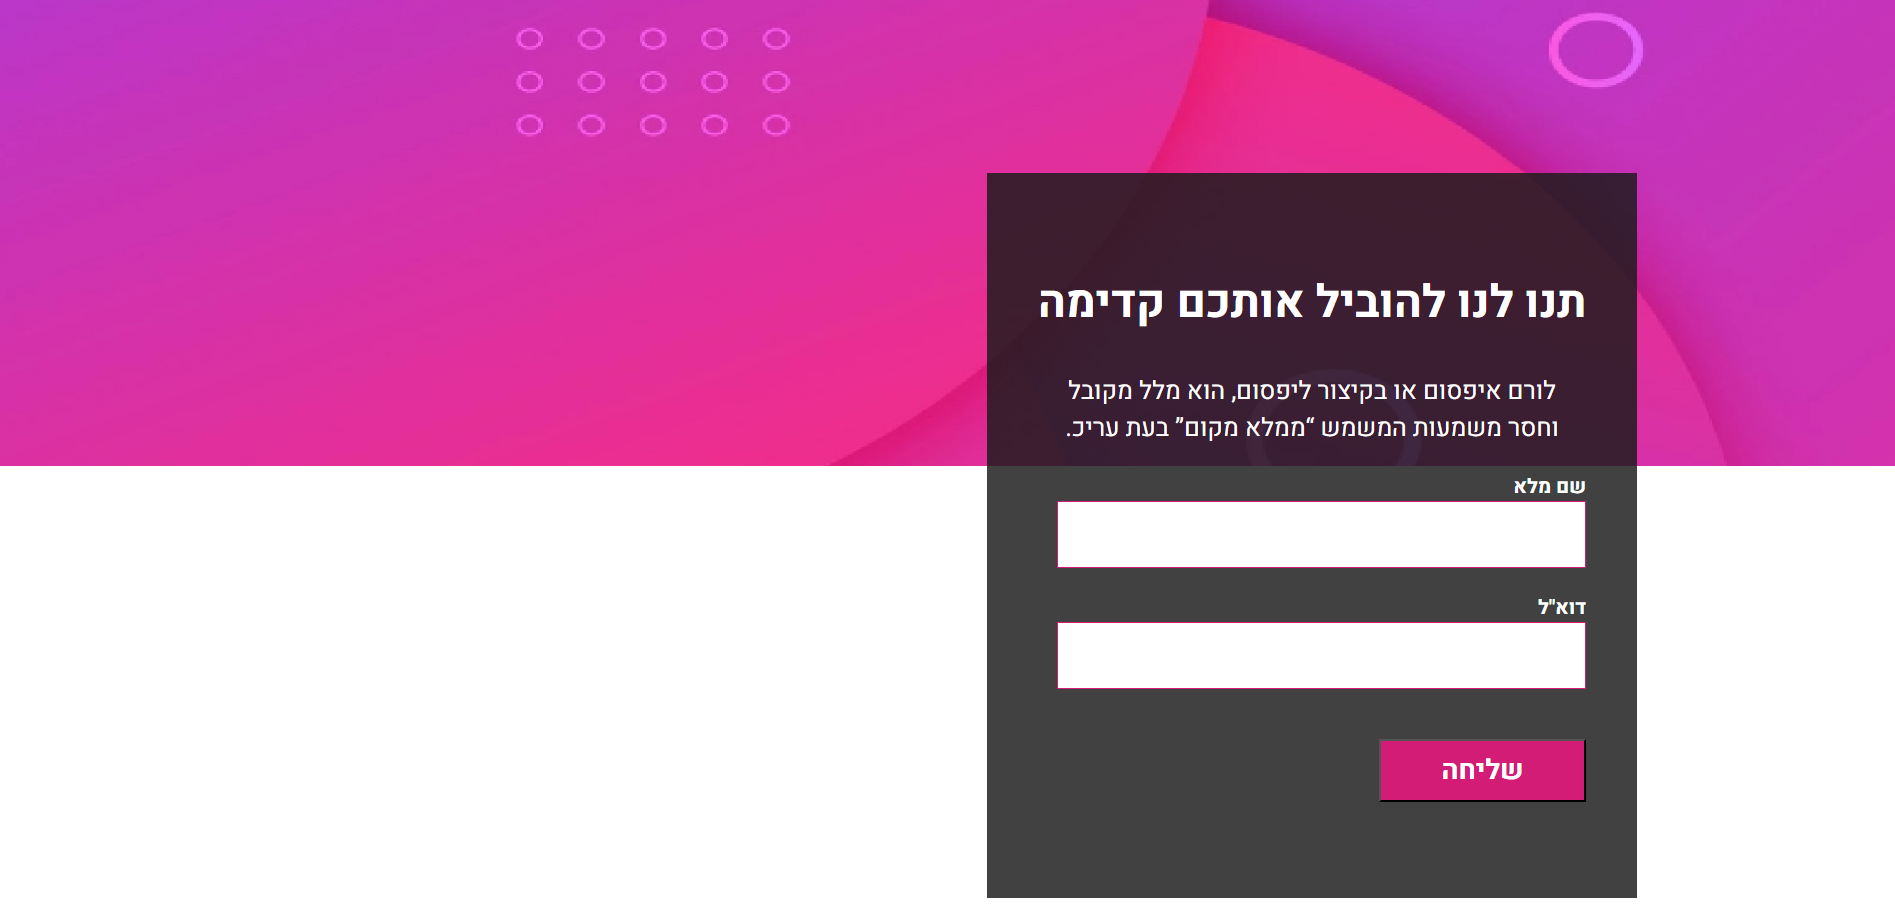 תנו לנו להוביל אותכם קדימה
לורם איפסום או בקיצור ליפסום, הוא מלל מקובל
וחסר משמעות המשמש “ממלא מקום” בעת עריכ.
שם מלא
דוא"ל
שליחה